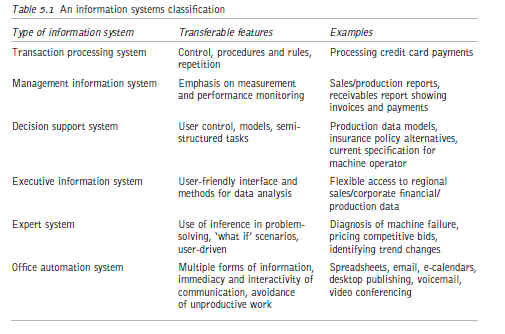 Table 5.1 An information systems classification
Type of information system Transferable features Examples
Transaction processing system Control, procedures and rules, Processing credit card payments
repetition
Management information system Emphasis on measurement Sales/production reports,
and performance monitoring receivables report showing
invoices and payments
Decision support system User control, models, semi- Production data models,
structured tasks insurance policy alternatives,
current specification for
machine operator
Executive information system User-friendly interface and Flexible access to regional
methods for data analysis sales/corporate financial/
production data
Expert system Use of inference in problem- Diagnosis of machine failure,
solving, ‘what if’ scenarios, pricing competitive bids,
user-driven identifying trend changes
Office automation system Multiple forms of information, Spreadsheets, email, e-calendars,
immediacy and interactivity of desktop publishing, voicemail,
communication, avoidance video conferencing
of unproductive work